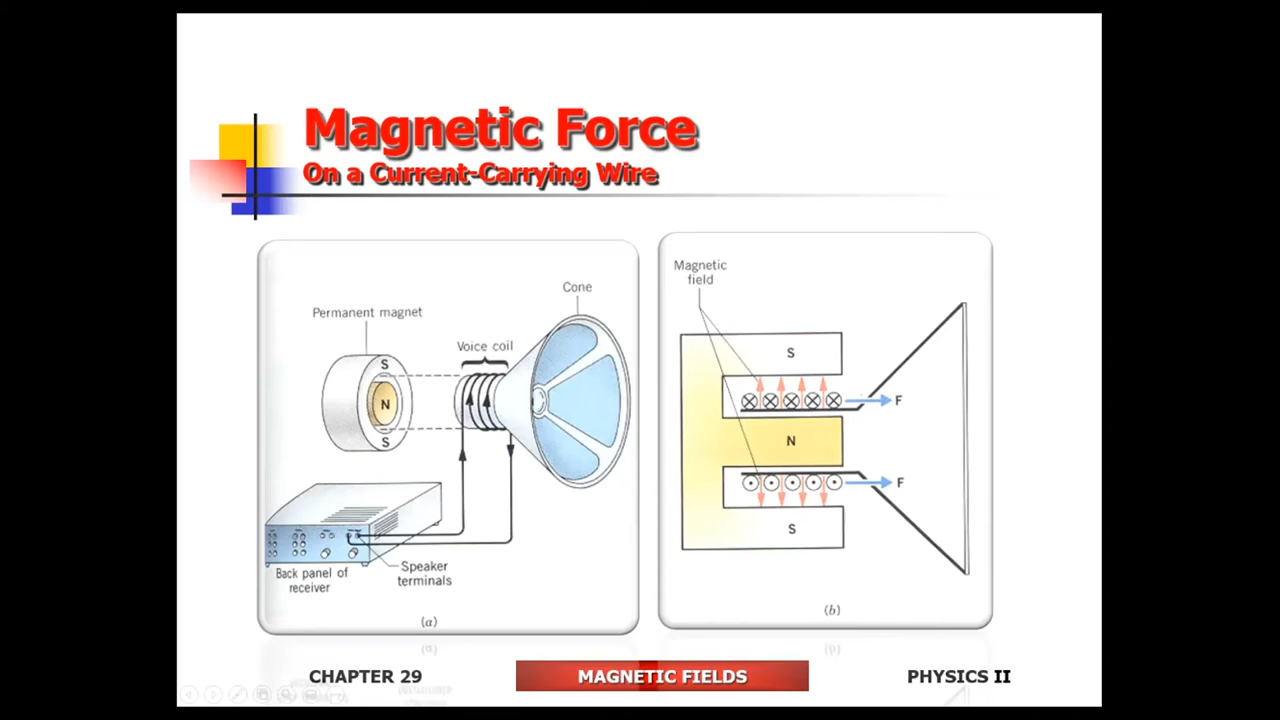 Magnetic Force
On a Current-Carrying Wire
Cone
Permanent magnet
Voice coil
S
N
S
Speaker
terminals
Back panel of
receiver
(a)
Magnetic
field
S
F
N
F
S
(b)
CHAPTER 29
MAGNETIC FIELDS
PHYSICS II